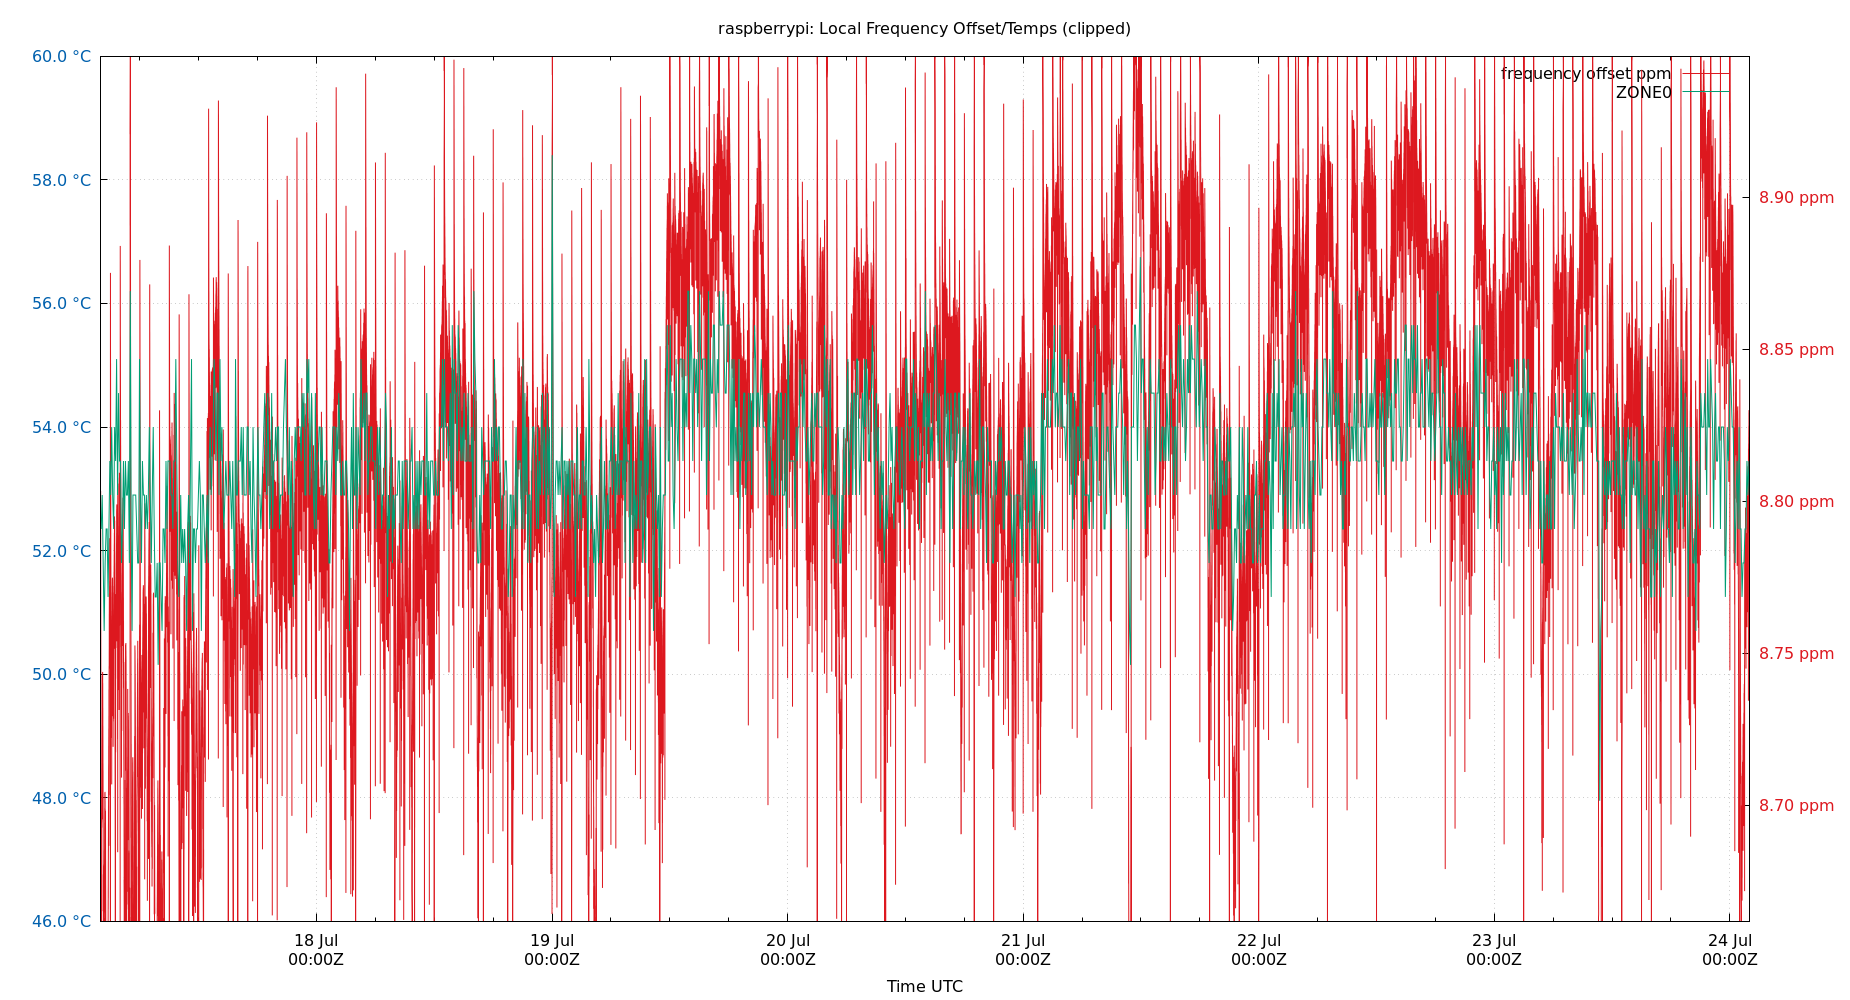 raspberrypi: Local Frequency Offset/Temps (clipped)
60.0 °C
58.0 °C
56.0 °C
54.0 °C
52.0 °C
50.0 °C
48.0 °C
46.0 °C
frequency offset ppm
ZONE0
8.90 ppm
8.85 ppm
8.80 ppm
8.75 ppm
8.70 ppm
18 Jul
00:00Z
19 Jul
00:00Z
20 Jul
00:00Z
21 Jul
00:00Z
22 Jul
00:00Z
23 Jul
00:00Z
24 Jul
00:00Z
Time UTC